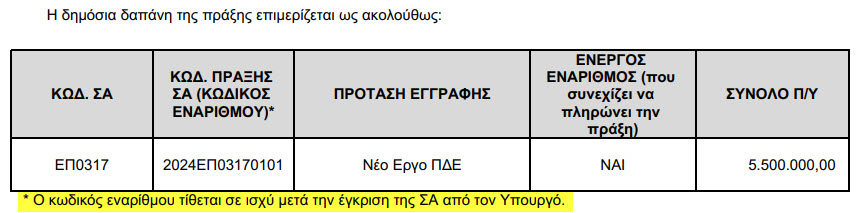 Η δημόσια δαπάνη της πράξης επιμερίζεται ως ακολούθως:
ΚΩΔ. ΣΑ
ΚΩΔ. ΠΡΑΞΗΣ
ΣΑ (ΚΩΔΙΚΟΣ
ΕΝΑΡΙΘΜΟΥ)*
ΠΡΟΤΑΣΗ ΕΓΓΡΑΦΗΣ
ΕΝΕΡΓΟΣ
ΕΝΑΡΙΘΜΟΣ (που
συνεχίζει να
πληρώνει την
πράξη)
ΣΥΝΟΛΟ Π/Υ
ΕΠ0317
2024ΕΠ03170101
Νέο Εργο ΠΔΕ
ΝΑΙ
5.500.000,00
* Ο κωδικός εναρίθμου τίθεται σε ισχύ μετά την έγκριση της ΣΑ από τον Υπουργό.